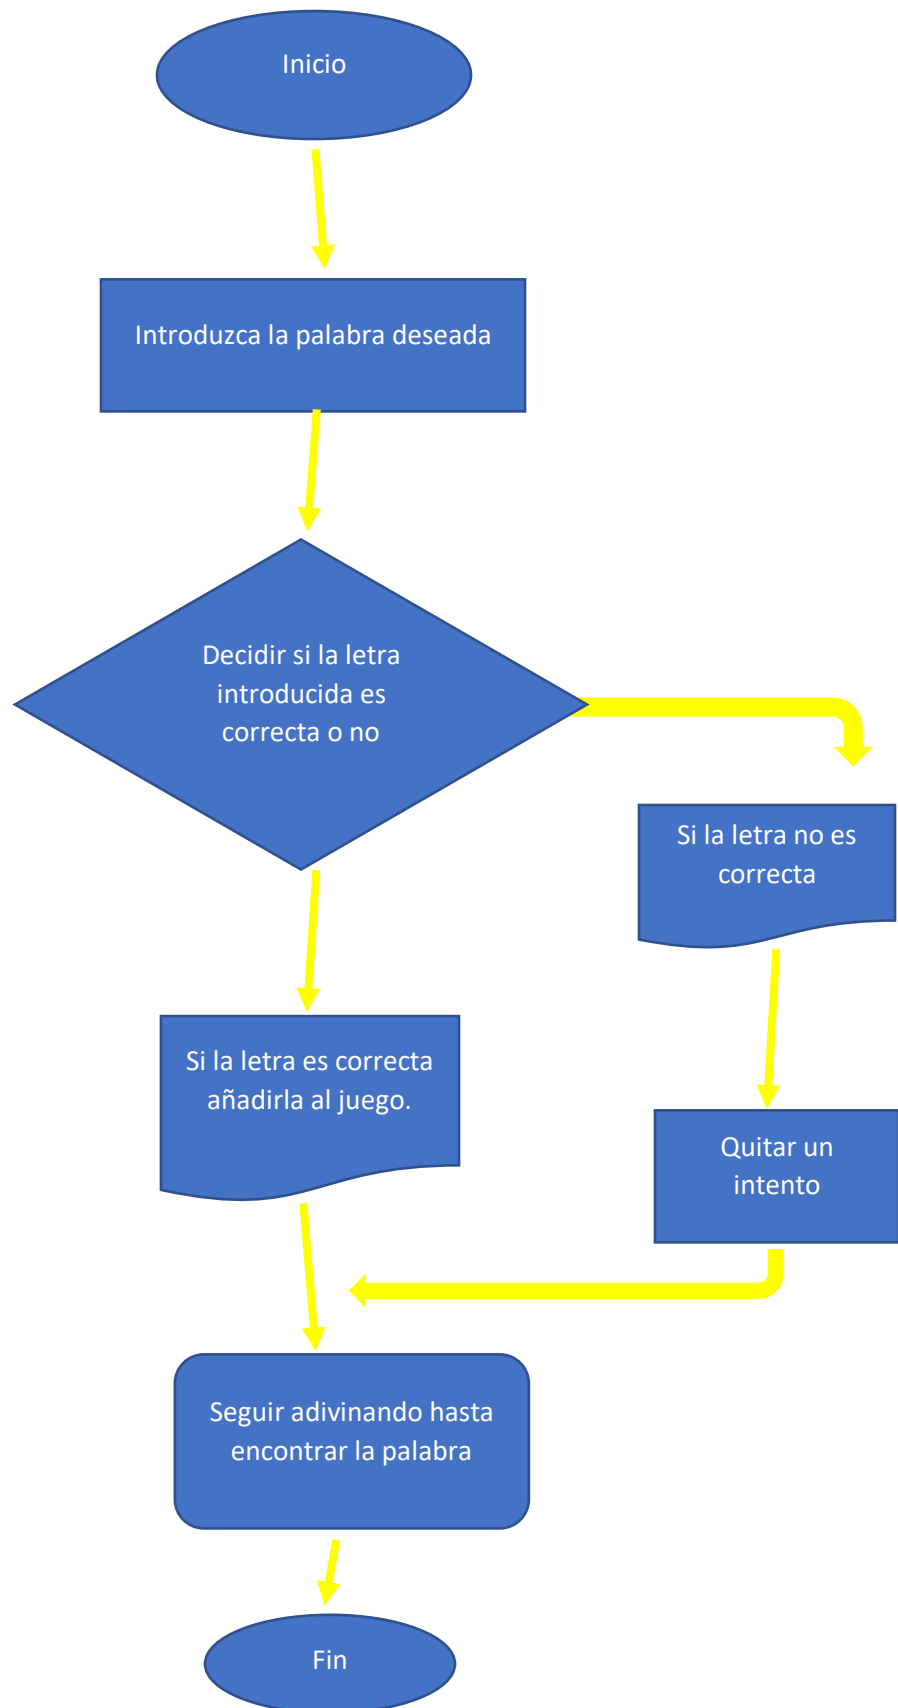 Inicio
Introduzca la palabra deseada
Decidir si la letra
introducida es
correcta o no
Si la letra no es
correcta
Si la letra es correcta
añadirla al juego.
Quitar un
intento
Seguir adivinando hasta
encontrar la palabra
Fin